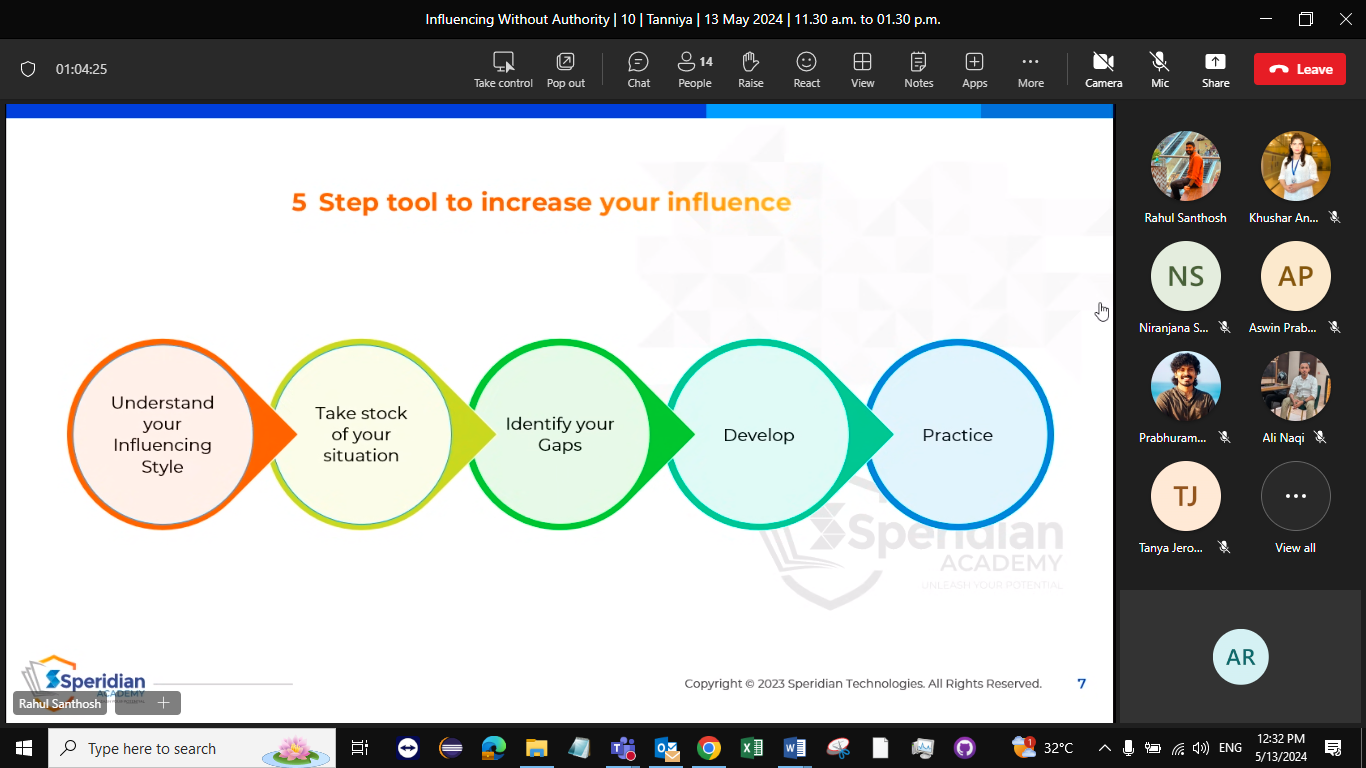 Influencing Without Authority | 10 | Tanniya | 13 May 2024 | 11.30 a.m. to 01.30 p.m.
01:04:25
Take control
Pop out
Chat
14
People
Raise
React
View
Notes
Apps
More
Camera
Mic
Share
Leave
5 Step tool to increase your influence
Understand
your
Influencing
Style
Take stock
of your
situation
Identify your
Gaps
Develop
Practice
Speridian
ACADEMY
UNLEASH YOUR POTENTIAL
Speridian
ACADEMY
Rahul Santhosh
Copyright © 2023 Speridian Technologies. All Rights Reserved.
7
Rahul Santhosh
Khushar An...
NS
AP
Niranjana S...
Aswin Prab...
Prabhuram...
Ali Naqi
TJ
Tanya Jero...
View all
AR
Type here to search
1
32°C
ENG
12:32 PM
5/13/2024